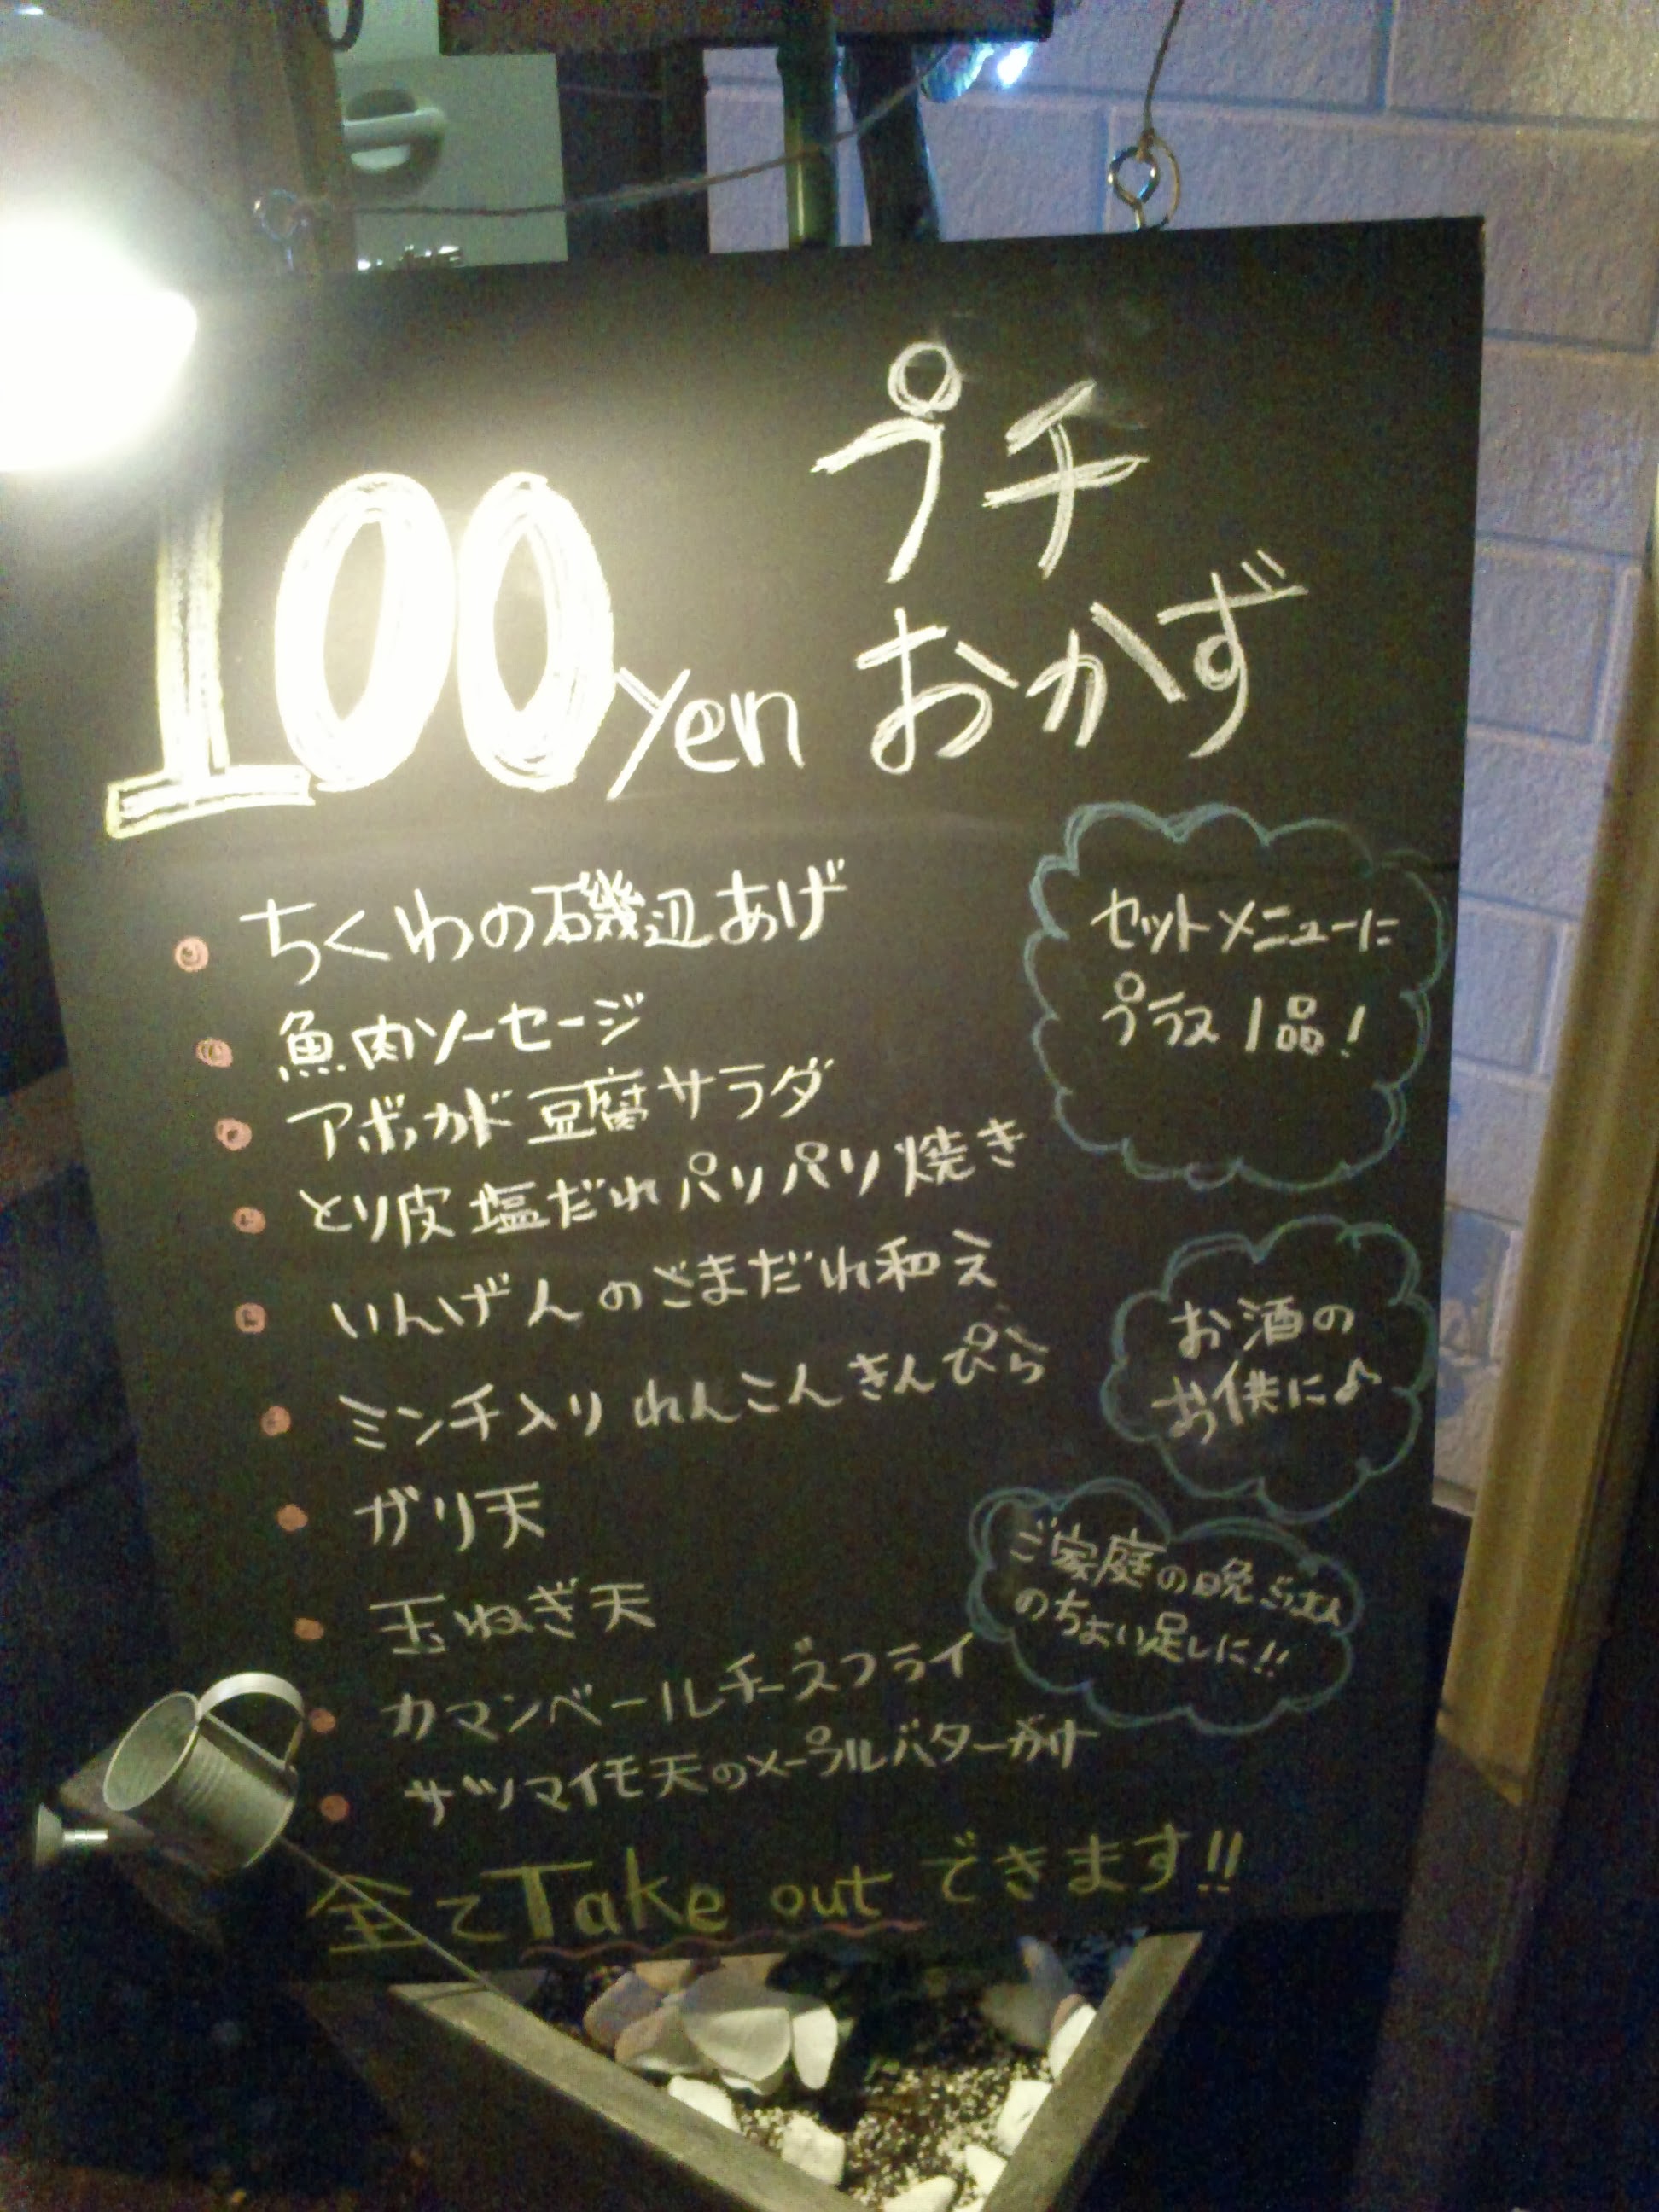 プチ
100yen おかず
ちくわの磯辺あげ
魚肉ソーセージ
アボカド豆腐サラダ
とり皮塩だれパリパリ焼き
いんげんのごまだれ和え
ミンチ入りれんこんきんぴら
ガリ天
玉ねぎ天
カマンベールチーズフライ
サツマイモ天のメープルバターがけ
セットメニューに
プラス1品!
お酒の
お供に♪
ご家庭の晩ごはん
のちょい足しに!!
全てTake out できます!!